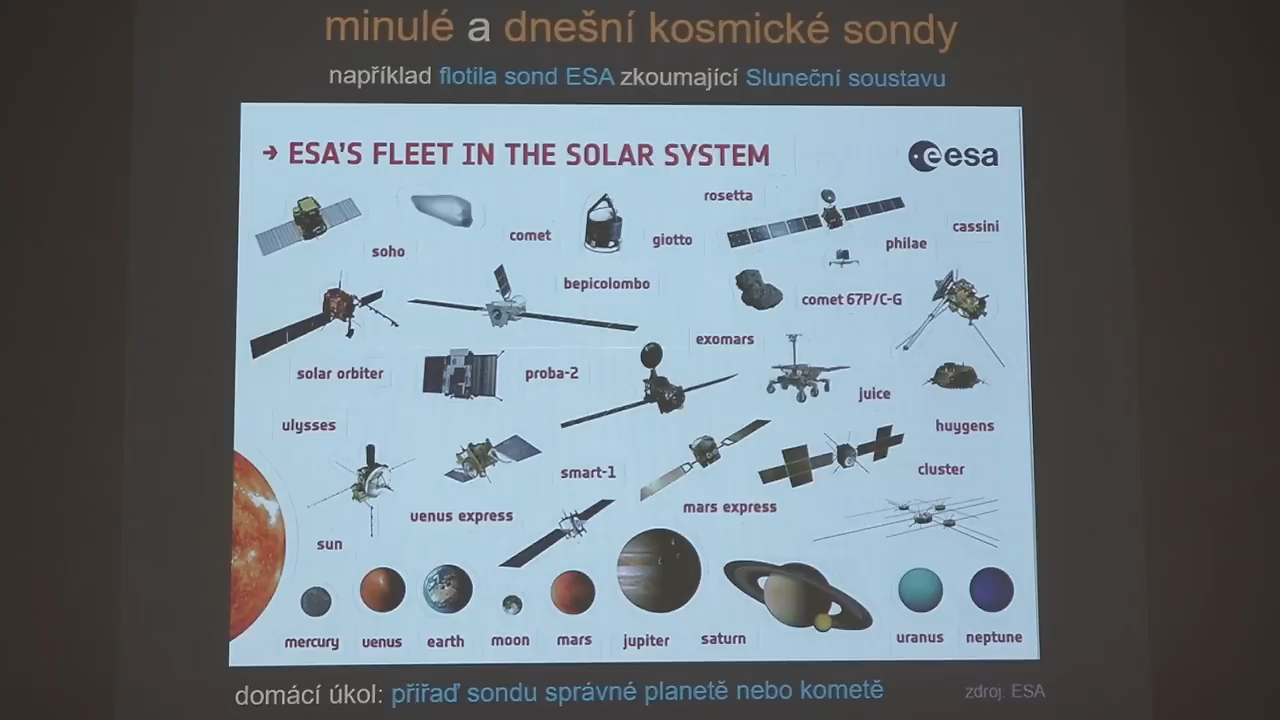 minulé a dnešní kosmické sondy
například flotila sond ESA zkoumající Sluneční soustavu
→ ESA'S FLEET IN THE SOLAR SYSTEM
esa
rosetta
cassini
comet
giotto
philae
soho
bepicolombo
comet 67P/C-G
exomars
solar orbiter
proba-2
juice
ulysses
huygens
smart-1
cluster
venus express
mars express
sun
mercury
venus
earth
moon
mars
jupiter
saturn
uranus
neptune
domácí úkol: přiřaď sondu správné planetě nebo kometě
zdroj. ESA